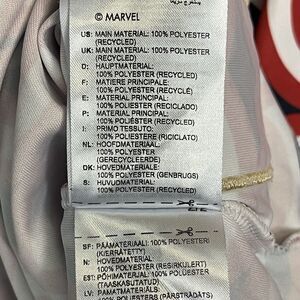 © MARVEL
US: MAIN MATERIAL: 100% POLYESTER
(RECYCLED)
UK: MAIN MATERIAL: 100% POLYESTER
(RECYCLED)
D: HAUPTMATERIAL:
100% POLYESTER (RECYCLED)
F: MATIERE PRINCIPALE:
100% POLYESTER (RECYCLÉ)
E: MATERIAL PRINCIPAL:
100% POLIÉSTER (RECICLADO)
P: MATERIAL PRINCIPAL:
100% POLIÉSTER (RECICLADO)
I: PRIMO TESSUTO:
100% POLIESTERE (RICICLATO)
NL: HOOFDMATERIAAL:
100% POLYESTER
(GERECYCLEERDE)
DK: HOVEDMATERIALE:
100% POLYESTER (GENBRUGS)
S: HUVUDMATERIAL:
100% POLYESTER (RECYCLED)
SF: PÄÄMATERIAALI: 100% POLYESTERI
(KIERRÄTETTY)
N: HOVEDMATERIAL:
100% POLYESTER (RESIRKULERT)
EST: PÕHIMATERJAL: 100% POLÜESTER
(TAASKASUTATUD)
LV: PAMATMATERIĀLS:
100% POLIESTERS (PĀRSTRĀDĀTS)